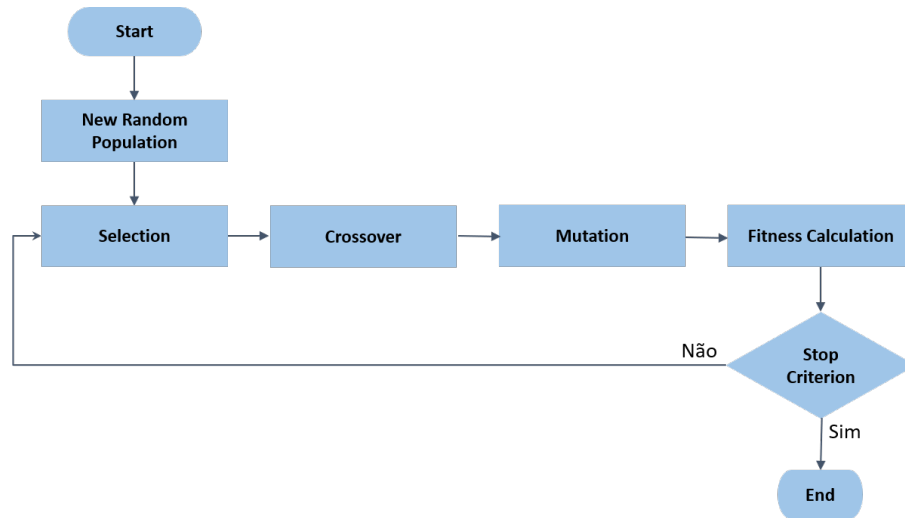 Start
New Random
Population
Selection
Crossover
Mutation
Fitness Calculation
Não
Stop
Criterion
Sim
End